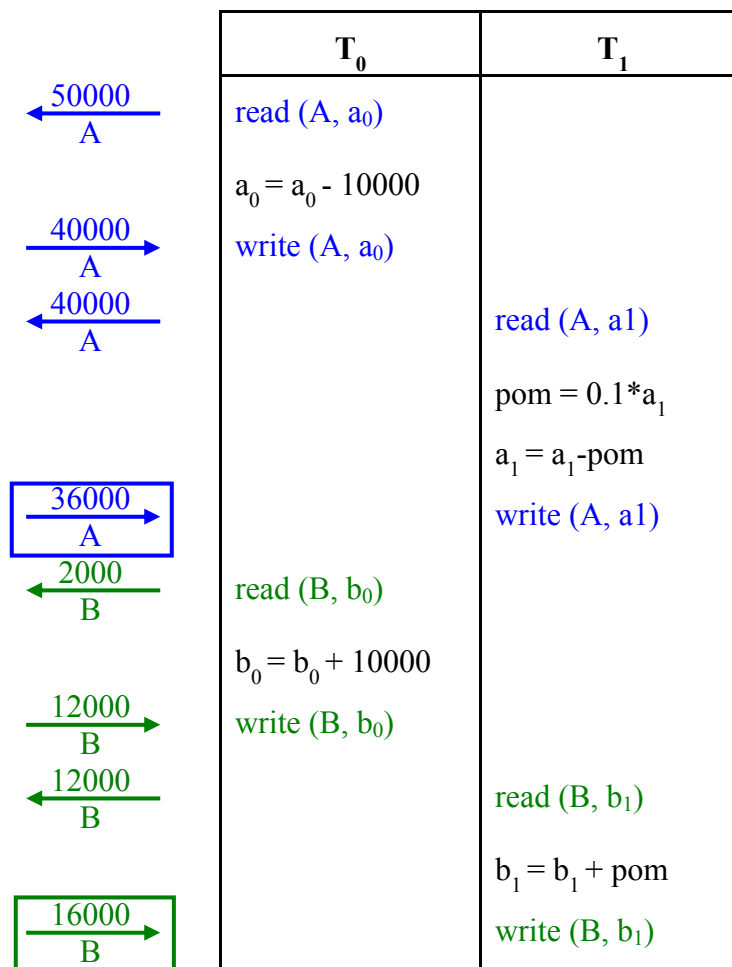 T₀ T₁
50000 read (A, a₀)
A
a₀ = a₀ - 10000
40000 write (A, a₀)
A
40000 read (A, a1)
A
pom = 0.1*a₁
a₁ = a₁-pom
36000 write (A, a1)
A
2000 read (B, b₀)
B
b₀ = b₀ + 10000
12000 write (B, b₀)
B
12000 read (B, b₁)
B
b₁ = b₁ + pom
16000 write (B, b₁)
B